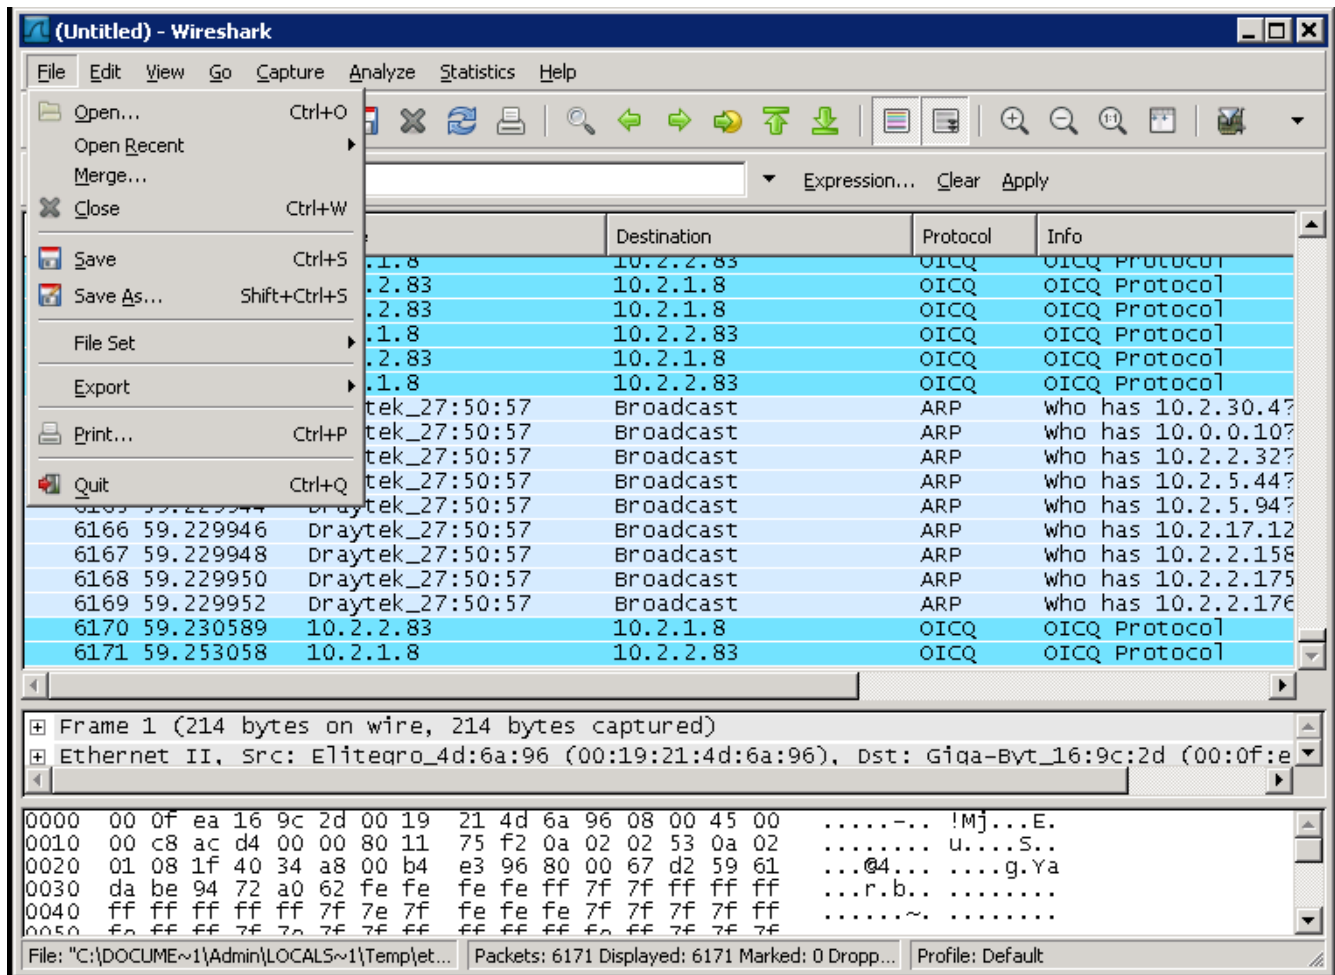 (Untitled) - Wireshark
File Edit View Go Capture Analyze Statistics Help
Open... Ctrl+O
Open Recent
Merge...
Close Ctrl+W
Save Ctrl+S
Save As... Shift+Ctrl+S
File Set
Export
Print... Ctrl+P
Quit Ctrl+Q
Expression... Clear Apply
Destination Protocol Info
.1.8 10.2.2.83 OICQ OICQ Protocol
.2.83 10.2.1.8 OICQ OICQ Protocol
.2.83 10.2.1.8 OICQ OICQ Protocol
.1.8 10.2.2.83 OICQ OICQ Protocol
.2.83 10.2.1.8 OICQ OICQ Protocol
.1.8 10.2.2.83 OICQ OICQ Protocol
tek_27:50:57 Broadcast ARP Who has 10.2.30.4?
tek_27:50:57 Broadcast ARP Who has 10.0.0.10?
tek_27:50:57 Broadcast ARP Who has 10.2.2.32?
tek_27:50:57 Broadcast ARP Who has 10.2.5.44?
6165 59.229944 Draytek_27:50:57 Broadcast ARP Who has 10.2.5.94?
6166 59.229946 Draytek_27:50:57 Broadcast ARP Who has 10.2.17.12
6167 59.229948 Draytek_27:50:57 Broadcast ARP Who has 10.2.2.158
6168 59.229950 Draytek_27:50:57 Broadcast ARP Who has 10.2.2.175
6169 59.229952 Draytek_27:50:57 Broadcast ARP Who has 10.2.2.176
6170 59.230589 10.2.2.83 10.2.1.8 OICQ OICQ Protocol
6171 59.253058 10.2.1.8 10.2.2.83 OICQ OICQ Protocol
Frame 1 (214 bytes on wire, 214 bytes captured)
Ethernet II, Src: Elitegro_4d:6a:96 (00:19:21:4d:6a:96), Dst: Giga-Byt_16:9c:2d (00:0f:e
0000 00 0f ea 16 9c 2d 00 19 21 4d 6a 96 08 00 45 00 .....-.. !Mj...E.
0010 00 c8 ac d4 00 00 80 11 75 f2 0a 02 02 53 0a 02 ........ u....S..
0020 01 08 1f 40 34 a8 00 b4 e3 96 80 00 67 d2 59 61 ...@4... ....g.Ya
0030 da be 94 72 a0 62 fe fe fe fe ff 7f 7f ff ff ff ...r.b.. ........
0040 ff ff ff ff ff 7f 7e 7f fe fe fe 7f 7f 7f 7f ff ......~. ........
File: "C:\DOCUME~1\Admin\LOCALS~1\Temp\et... Packets: 6171 Displayed: 6171 Marked: 0 Dropp... Profile: Default